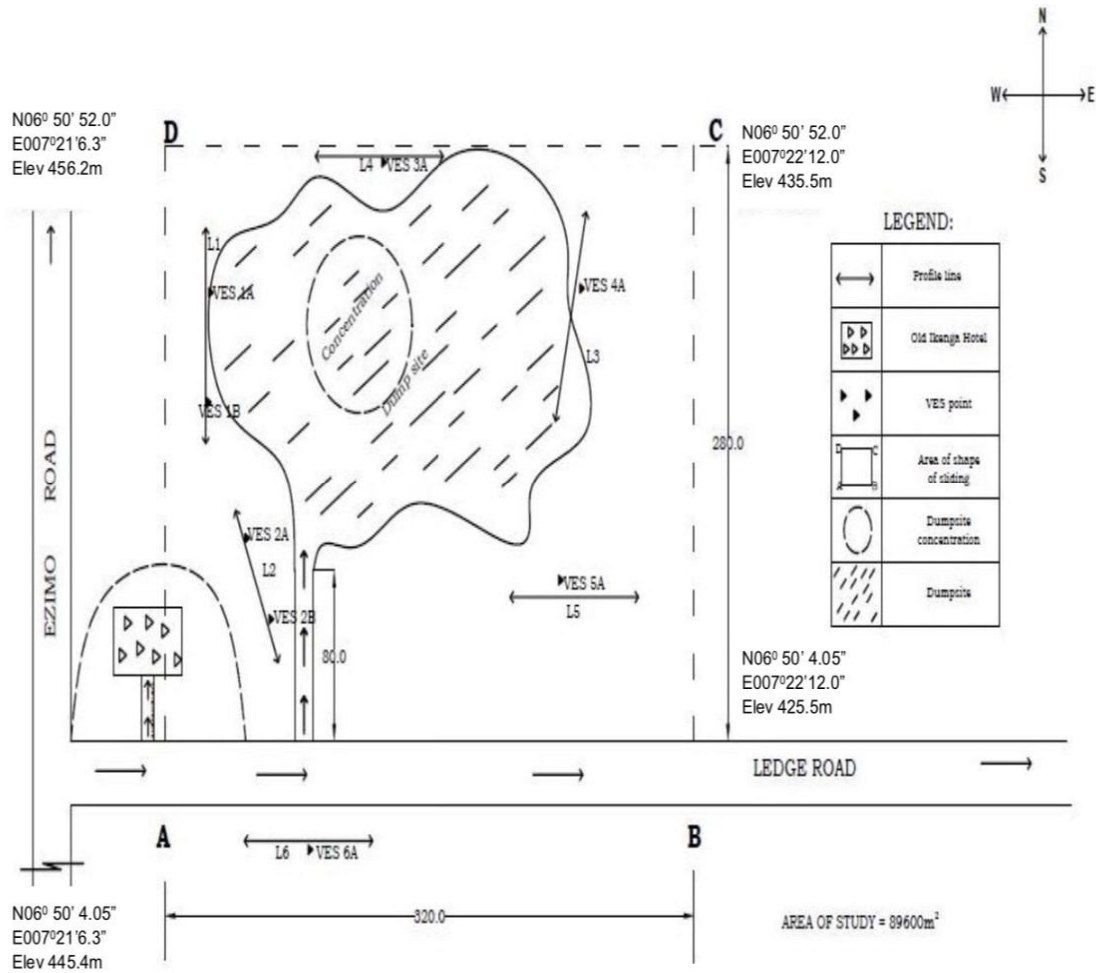 N
W E
S
N06⁰ 50’ 52.0”
E007⁰21’6.3”
Elev 456.2m
D
C
N06⁰ 50’ 52.0”
E007⁰22’12.0”
Elev 435.5m
L4 VES 3A
L1
VES 1A
VES 1B
Concentration
Dump site
VES 4A
L3
280.0
LEGEND:
Profile line
Old Ikenga Hotel
VES point
D C
A B
Area of shape
of sliding
Dumpsite
concentration
Dumpsite
EZIMO ROAD
VES 2A
L2
VES 2B
80.0
VES 5A
L5
N06⁰ 50’ 4.05”
E007⁰22’12.0”
Elev 425.5m
LEDGE ROAD
A
B
L6 VES 6A
N06⁰ 50’ 4.05”
E007⁰21’6.3”
Elev 445.4m
320.0
AREA OF STUDY = 89600m²